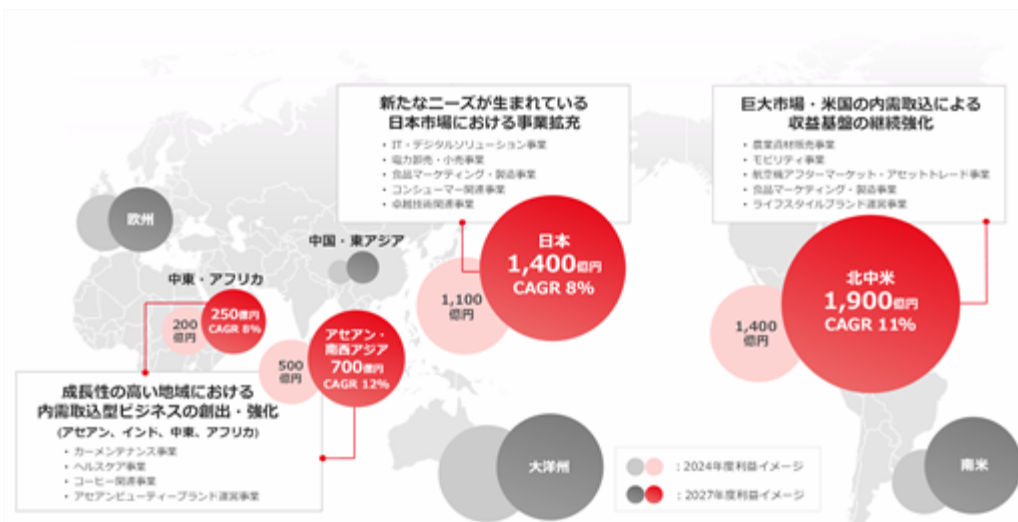 新たなニーズが生まれている
日本市場における事業拡充
・IT・デジタルソリューション事業
・電力卸売・小売事業
・食品マーケティング・製造事業
・コンシューマー関連事業
・卓越技術関連事業
巨大市場・米国の内需取込による
収益基盤の継続強化
・農業資材販売事業
・モビリティ事業
・航空機アフターマーケット・アセットトレード事業
・食品マーケティング・製造事業
・ライフスタイルブランド運営事業
欧州
中国・東アジア
日本
1,400億円
CAGR 8%
1,100
億円
北中米
1,900億円
CAGR 11%
1,400
億円
中東・アフリカ
250億円
CAGR 8%
200
億円
アセアン・
南西アジア
700億円
CAGR 12%
500
億円
成長性の高い地域における
内需取込型ビジネスの創出・強化
(アセアン、インド、中東、アフリカ)
・カーメンテナンス事業
・ヘルスケア事業
・コーヒー関連事業
・アセアンビューティーブランド運営事業
大洋州
南米
：2024年度利益イメージ
：2027年度利益イメージ